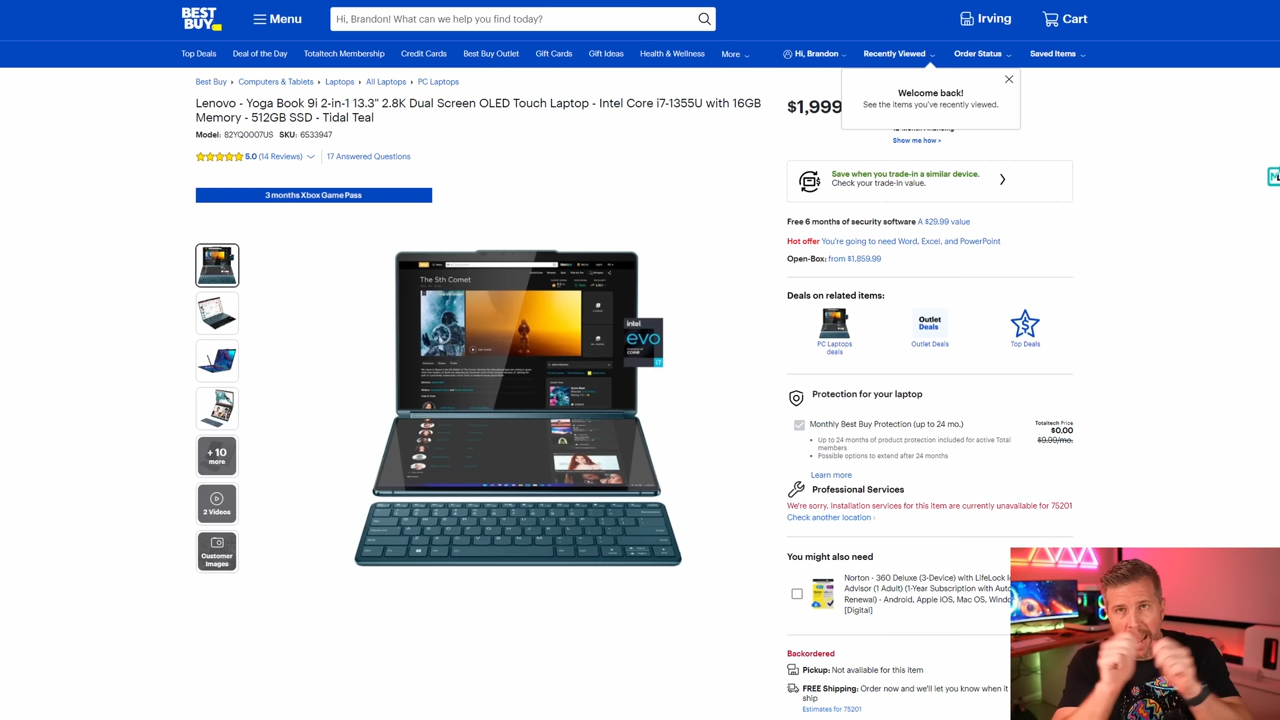 BEST
BUY
Menu
Hi, Brandon! What can we help you find today?
Irving
Cart
Top Deals
Deal of the Day
Totaltech Membership
Credit Cards
Best Buy Outlet
Gift Cards
Gift Ideas
Health & Wellness
More
Hi, Brandon
Recently Viewed
Order Status
Saved Items
Best Buy
Computers & Tablets
Laptops
All Laptops
PC Laptops
Welcome back!
See the items you've recently viewed.
Lenovo - Yoga Book 9i 2-in-1 13.3" 2.8K Dual Screen OLED Touch Laptop - Intel Core i7-1355U with 16GB
Memory - 512GB SSD - Tidal Teal
Model: 82YQ0007US SKU: 6533947
5.0 (14 Reviews)
17 Answered Questions
3 months Xbox Game Pass
+ 10
more
2 Videos
Customer
Images
The 5th Comet
intel
evo
CORE
i7
$1,999
Show me how >
Save when you trade-in a similar device.
Check your trade-in value.
Free 6 months of security software A $29.99 value
Hot offer You're going to need Word, Excel, and PowerPoint
Open-Box: from $1,859.99
Deals on related items:
PC Laptops
deals
Outlet
Deals
Outlet Deals
Top Deals
Protection for your laptop
Monthly Best Buy Protection (up to 24 mo.)
Totaltech Price
$0.00
$9.99/mo.
Up to 24 months of product protection included for active Total
members
Possible options to extend after 24 months
Learn more
Professional Services
We're sorry. Installation services for this item are currently unavailable for 75201
Check another location
You might also need
Norton - 360 Deluxe (3-Device) with LifeLock
Advisor (1 Adult) (1-Year Subscription with
Renewal) - Android, Apple iOS, Mac OS,
[Digital]
Backordered
Pickup: Not available for this item
FREE Shipping: Order now and we'll let you know when it
ship
Estimates for 75201